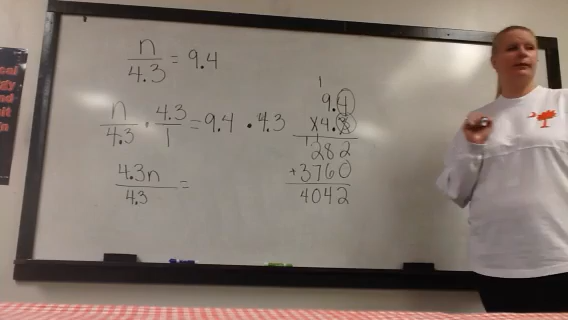 n/4.3 = 9.4
n/4.3 · 4.3/1 = 9.4 · 4.3
4.3n/4.3 =
1
9.4
x4.3
11
282
+3760
4042